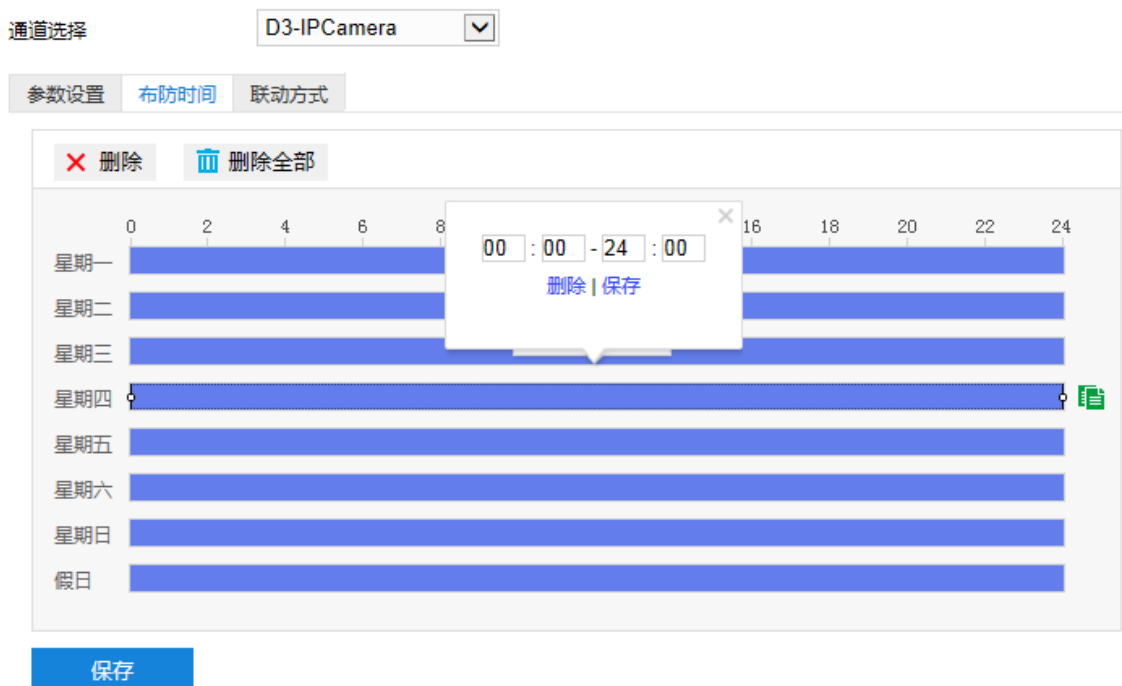 通道选择 D3-IPCamera
参数设置 布防时间 联动方式
删除 删除全部
0 2 4 6 8 16 18 20 22 24
00 : 00 - 24 : 00
删除 | 保存
星期一
星期二
星期三
星期四
星期五
星期六
星期日
假日
保存